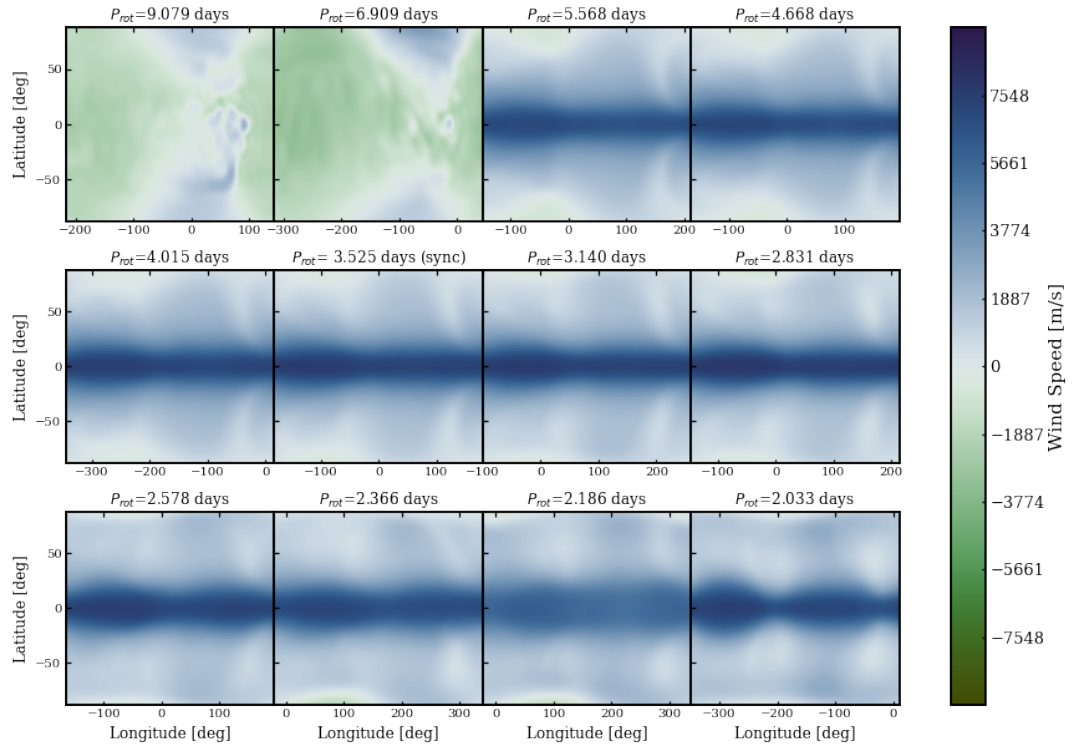 P_rot=9.079 days P_rot=6.909 days P_rot=5.568 days P_rot=4.668 days
Latitude [deg]
50
0
−50
−200 −100 0 100
−300 −200 −100 0
−100 0 100 200
−100 0 100
P_rot=4.015 days P_rot= 3.525 days (sync) P_rot=3.140 days P_rot=2.831 days
Latitude [deg]
50
0
−50
−300 −200 −100 0
−100 0 100
−100 0 100 200
−100 0 100 200
P_rot=2.578 days P_rot=2.366 days P_rot=2.186 days P_rot=2.033 days
Latitude [deg]
50
0
−50
−100 0 100
0 100 200 300
0 100 200 300
−300 −200 −100 0
Longitude [deg] Longitude [deg] Longitude [deg] Longitude [deg]
7548
5661
3774
1887
0
−1887
−3774
−5661
−7548
Wind Speed [m/s]